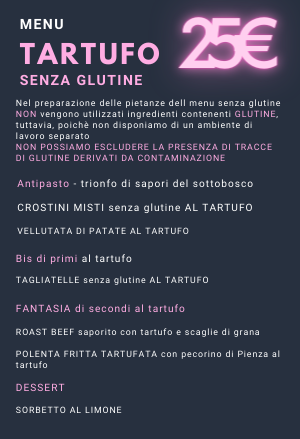 MENU
25€
TARTUFO
SENZA GLUTINE
Nel preparazione delle pietanze dell menu senza glutine
NON vengono utilizzati ingredienti contenenti GLUTINE,
tuttavia, poichè non disponiamo di un ambiente di
lavoro separato
NON POSSIAMO ESCLUDERE LA PRESENZA DI TRACCE
DI GLUTINE DERIVATI DA CONTAMINAZIONE
Antipasto - trionfo di sapori del sottobosco
CROSTINI MISTI senza glutine AL TARTUFO
VELLUTATA DI PATATE AL TARTUFO
Bis di primi al tartufo
TAGLIATELLE senza glutine AL TARTUFO
FANTASIA di secondi al tartufo
ROAST BEEF saporito con tartufo e scaglie di grana
POLENTA FRITTA TARTUFATA con pecorino di Pienza al
tartufo
DESSERT
SORBETTO AL LIMONE